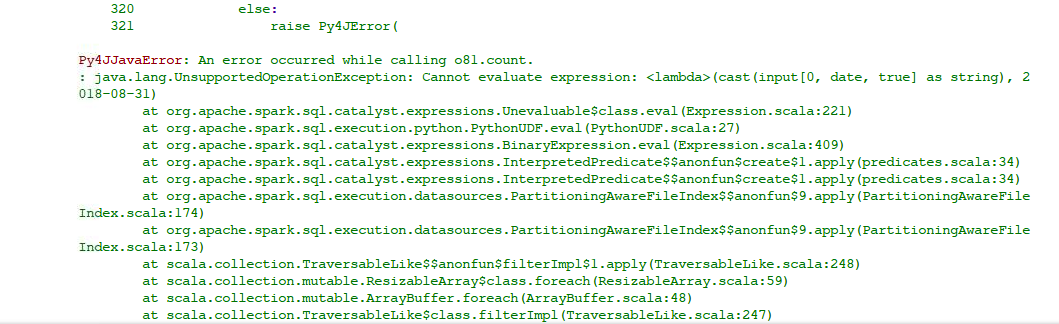 320 else:
321 raise Py4JError(
Py4JJavaError: An error occurred while calling o81.count.
: java.lang.UnsupportedOperationException: Cannot evaluate expression: <lambda>(cast(input[0, date, true] as string), 2
018-08-31)
at org.apache.spark.sql.catalyst.expressions.Unevaluable$class.eval(Expression.scala:221)
at org.apache.spark.sql.execution.python.PythonUDF.eval(PythonUDF.scala:27)
at org.apache.spark.sql.catalyst.expressions.BinaryExpression.eval(Expression.scala:409)
at org.apache.spark.sql.catalyst.expressions.InterpretedPredicate$$anonfun$create$1.apply(predicates.scala:34)
at org.apache.spark.sql.catalyst.expressions.InterpretedPredicate$$anonfun$create$1.apply(predicates.scala:34)
at org.apache.spark.sql.execution.datasources.PartitioningAwareFileIndex$$anonfun$9.apply(PartitioningAwareFile
Index.scala:174)
at org.apache.spark.sql.execution.datasources.PartitioningAwareFileIndex$$anonfun$9.apply(PartitioningAwareFile
Index.scala:173)
at scala.collection.TraversableLike$$anonfun$filterImpl$1.apply(TraversableLike.scala:248)
at scala.collection.mutable.ResizableArray$class.foreach(ResizableArray.scala:59)
at scala.collection.mutable.ArrayBuffer.foreach(ArrayBuffer.scala:48)
at scala.collection.TraversableLike$class.filterImpl(TraversableLike.scala:247)